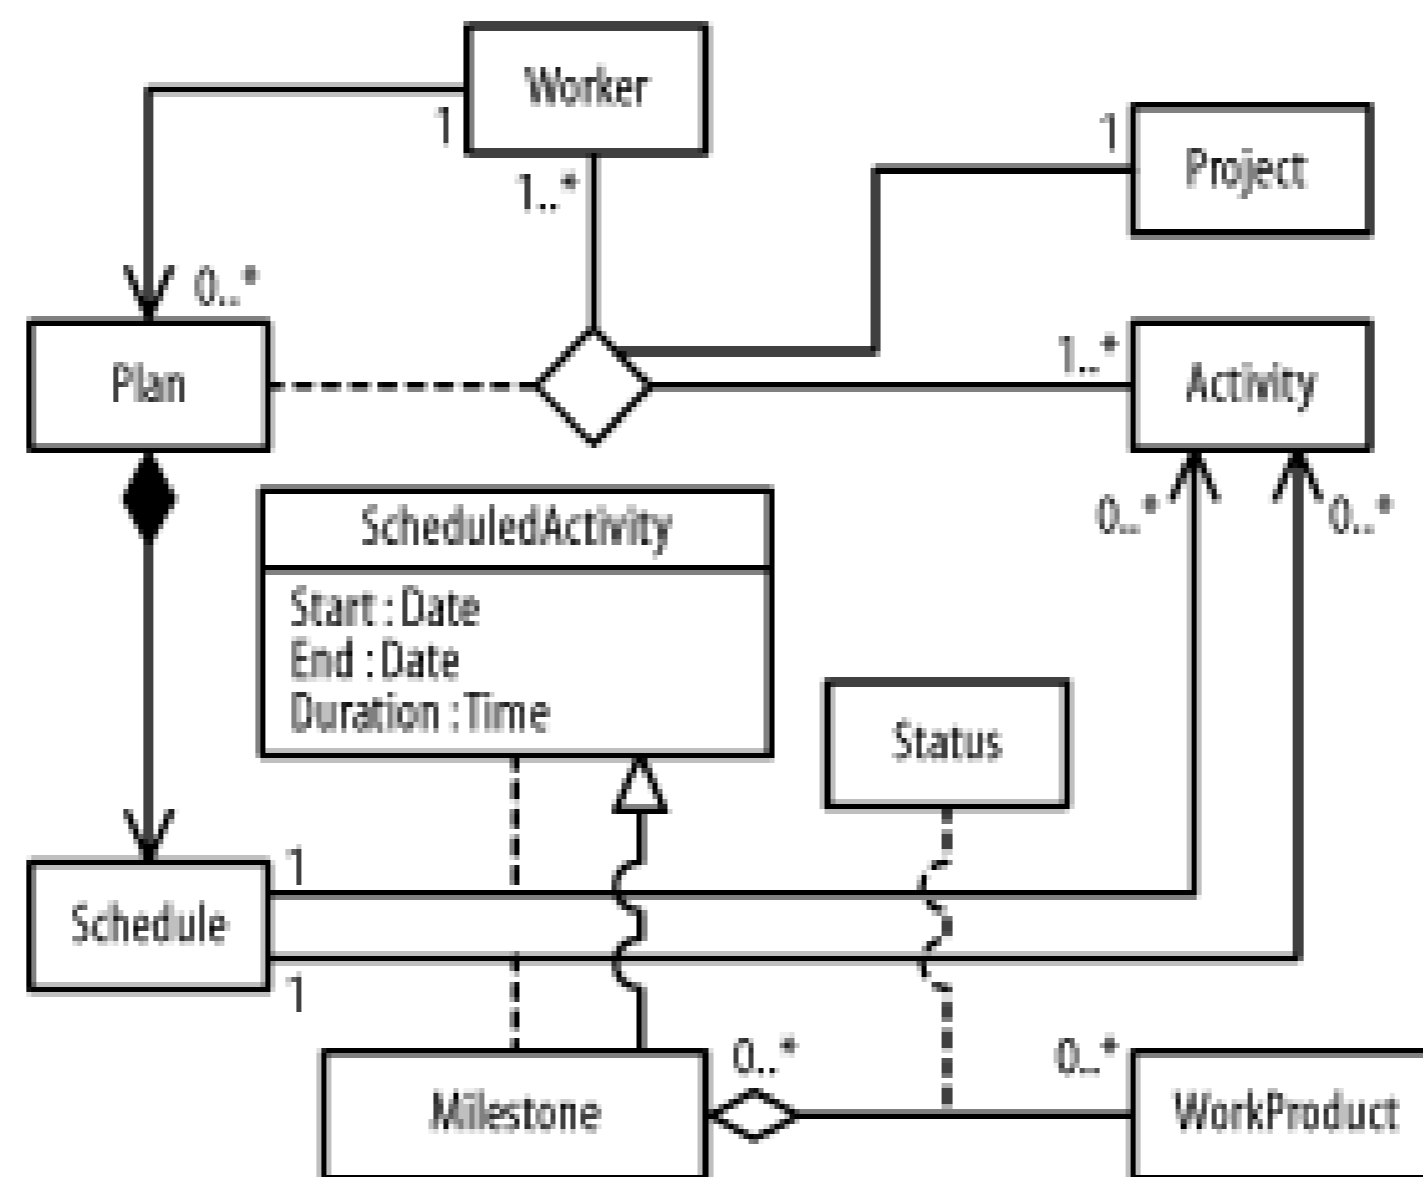 Worker
1
1..*
1
Project
0..*
1..*
Plan
Activity
0..*
0..*
ScheduledActivity
Start : Date
End : Date
Duration : Time
Status
1
Schedule
1
0..*
0..*
Milestone
WorkProduct